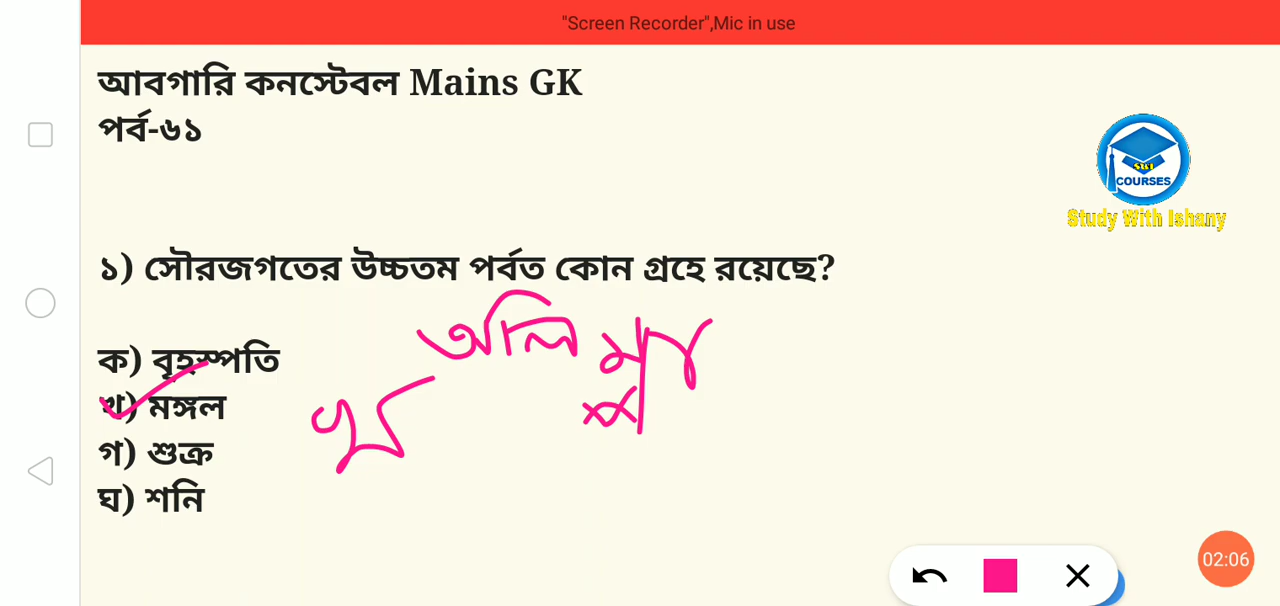 "Screen Recorder",Mic in use
আবগারি কনস্টেবল Mains GK
পর্ব-৬১
COURSES
Study With Ishany
১) সৌরজগতের উচ্চতম পর্বত কোন গ্রহে রয়েছে?
ক) বৃহস্পতি
খ) মঙ্গল
গ) শুক্র
ঘ) শনি
খ
02:06